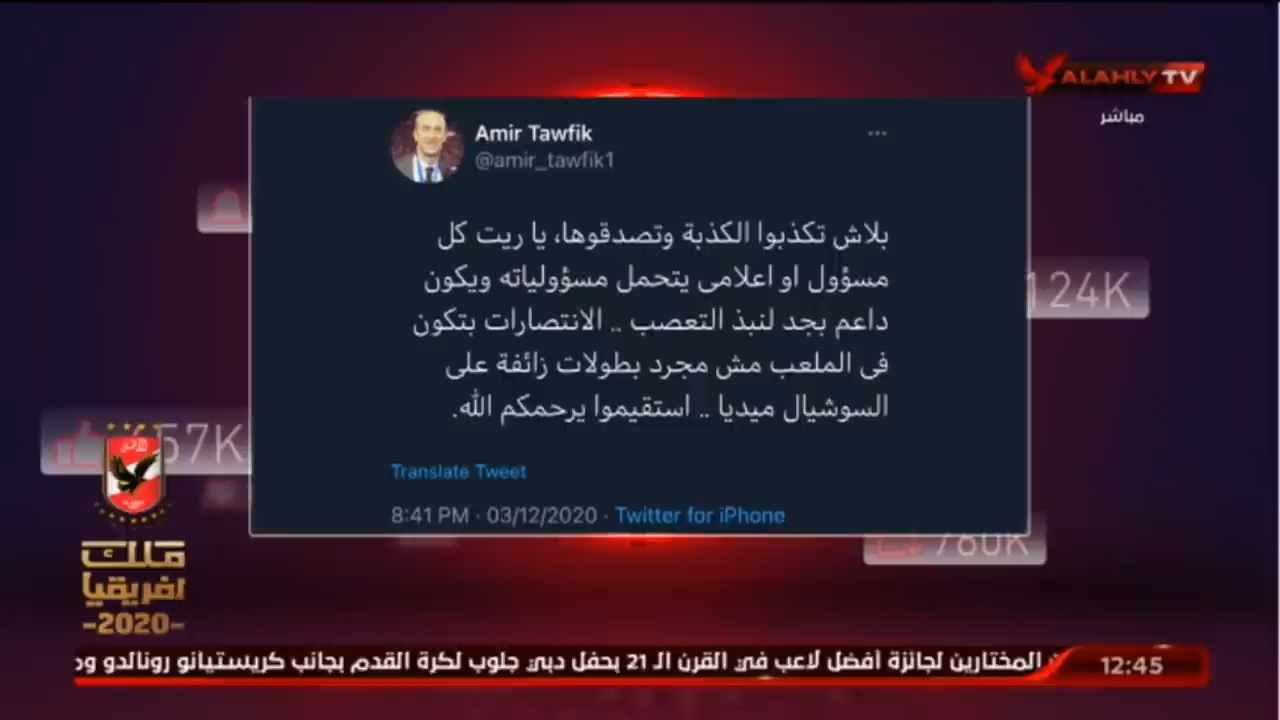 ALAHLY TV
مباشر
Amir Tawfik
@amir_tawfik1
بلاش تكذبوا الكذبة وتصدقوها، يا ريت كل
مسؤول او اعلامى يتحمل مسؤولياته ويكون
داعم بجد لنبذ التعصب .. الانتصارات بتكون
فى الملعب مش مجرد بطولات زائفة على
السوشيال ميديا .. استقيموا يرحمكم الله.
Translate Tweet
8:41 PM · 03/12/2020 · Twitter for iPhone
124K
57K
780K
ملك
افريقيا
-2020-
المختارين لجائزة أفضل لاعب في القرن الـ 21 بحفل دبي جلوب لكرة القدم بجانب كريستيانو رونالدو
12:45